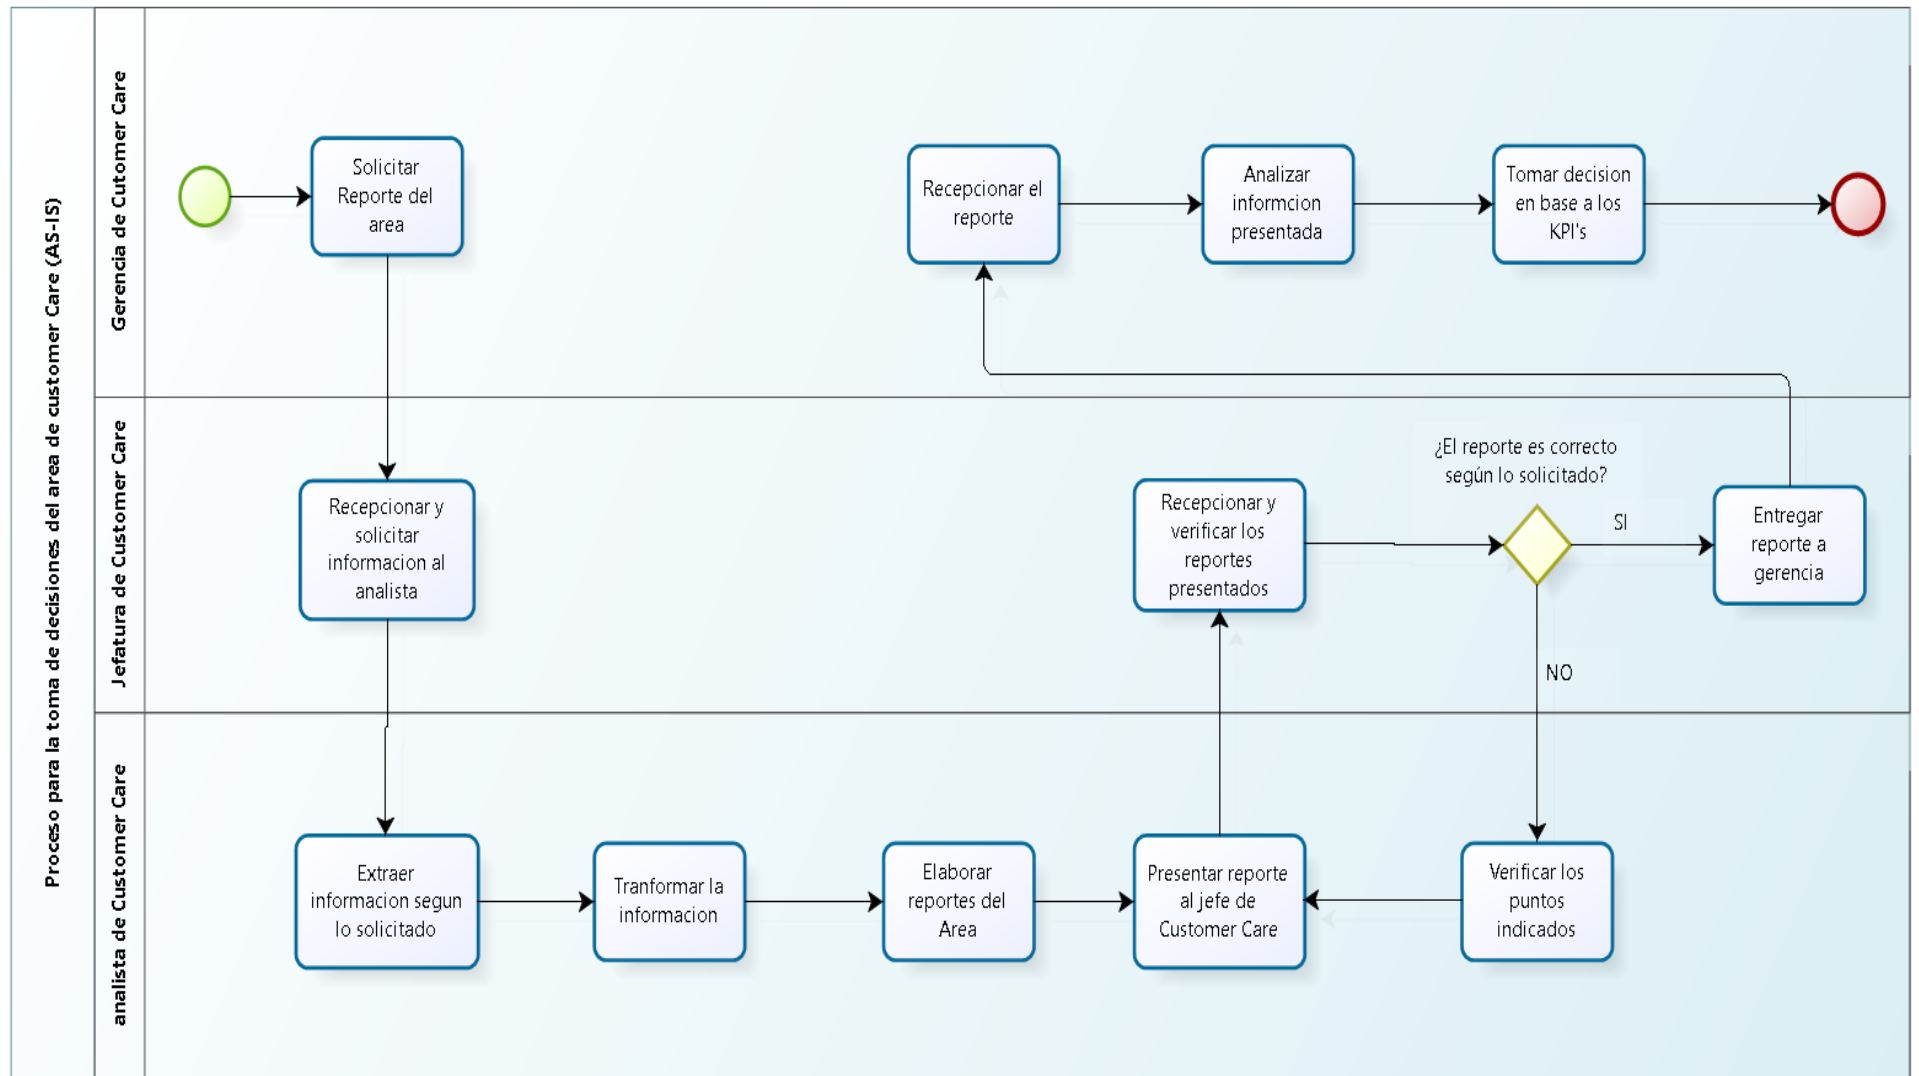 Proceso para la toma de decisiones del area de customer Care (AS-IS)
Gerencia de Cutomer Care
Solicitar
Reporte del
area
Recepcionar el
reporte
Analizar
informcion
presentada
Tomar decision
en base a los
KPI's
Jefatura de Customer Care
Recepcionar y
solicitar
informacion al
analista
Recepcionar y
verificar los
reportes
presentados
¿El reporte es correcto
según lo solicitado?
SI
NO
Entregar
reporte a
gerencia
analista de Customer Care
Extraer
informacion segun
lo solicitado
Tranformar la
informacion
Elaborar
reportes del
Area
Presentar reporte
al jefe de
Customer Care
Verificar los
puntos
indicados